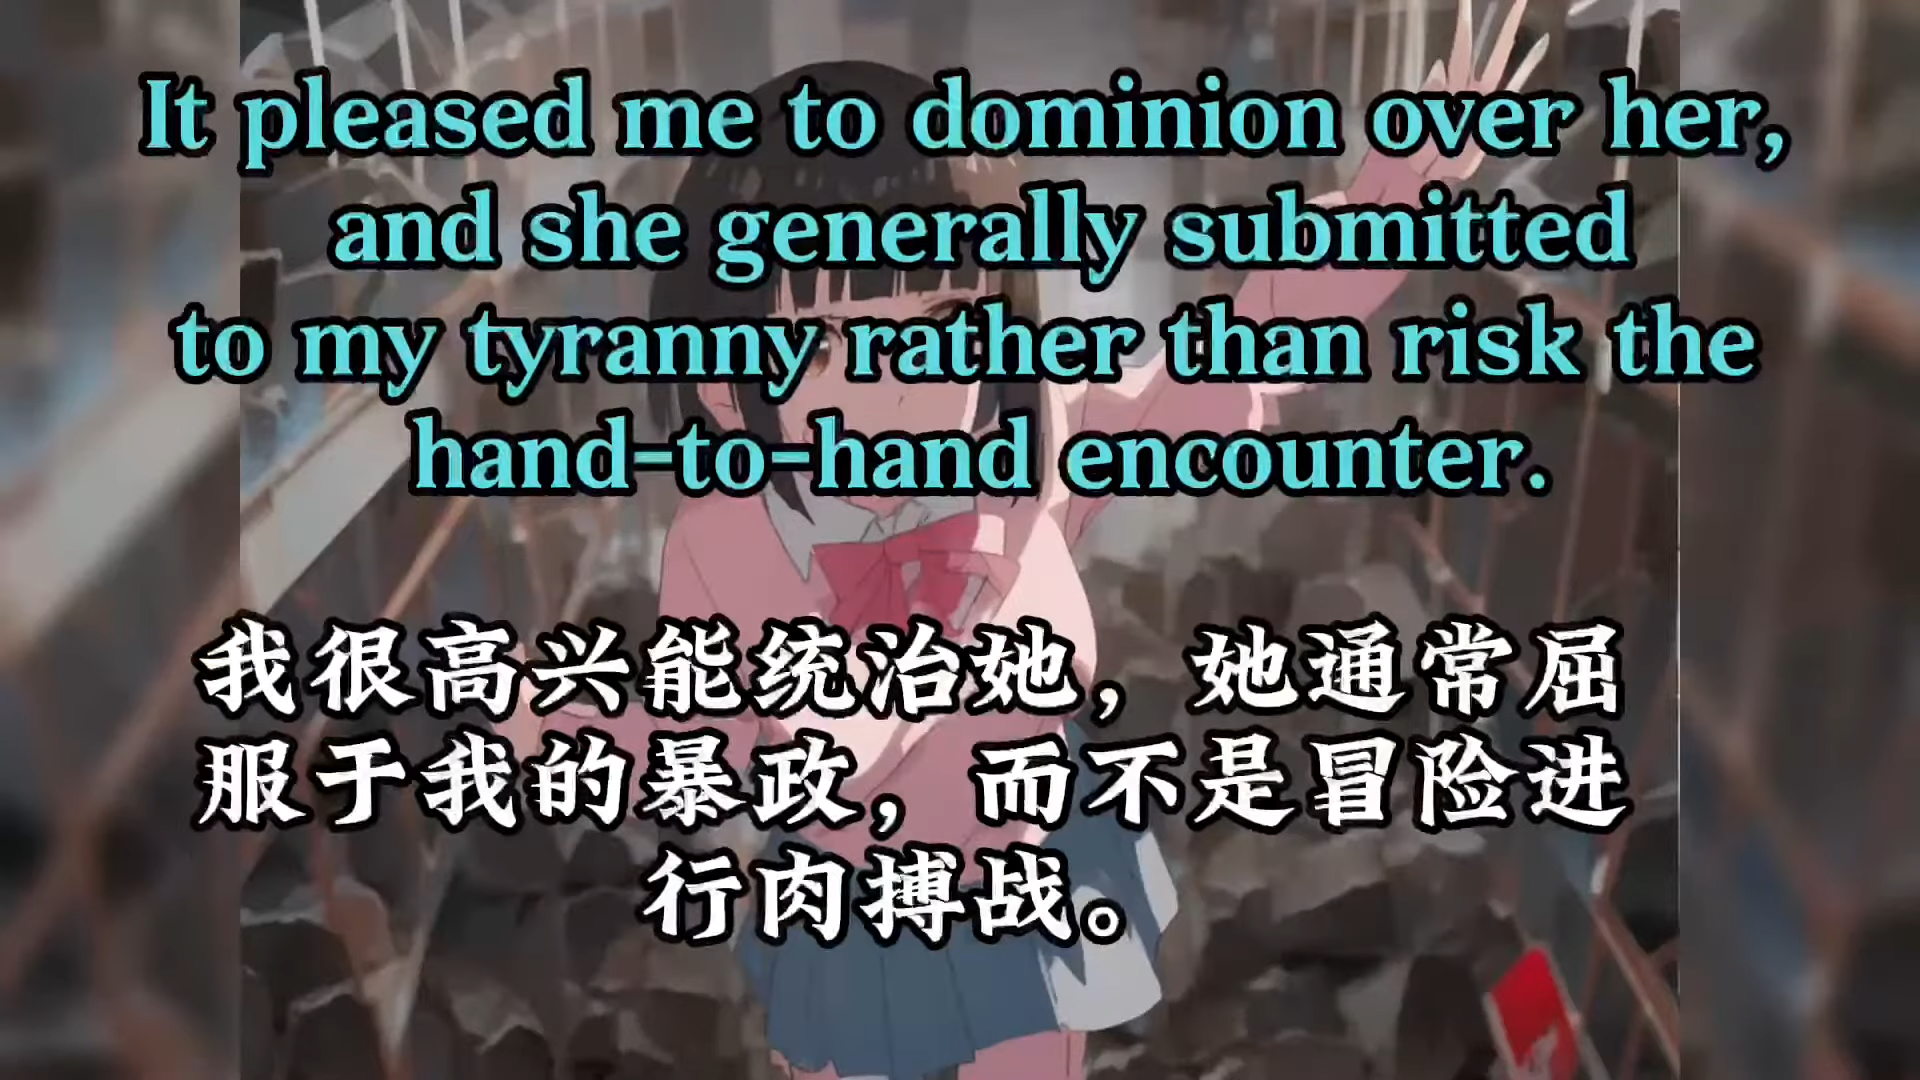 It pleased me to dominion over her,
and she generally submitted
to my tyranny rather than risk the
hand-to-hand encounter.
我很高兴能统治她，她通常屈
服于我的暴政，而不是冒险进
行肉搏战。